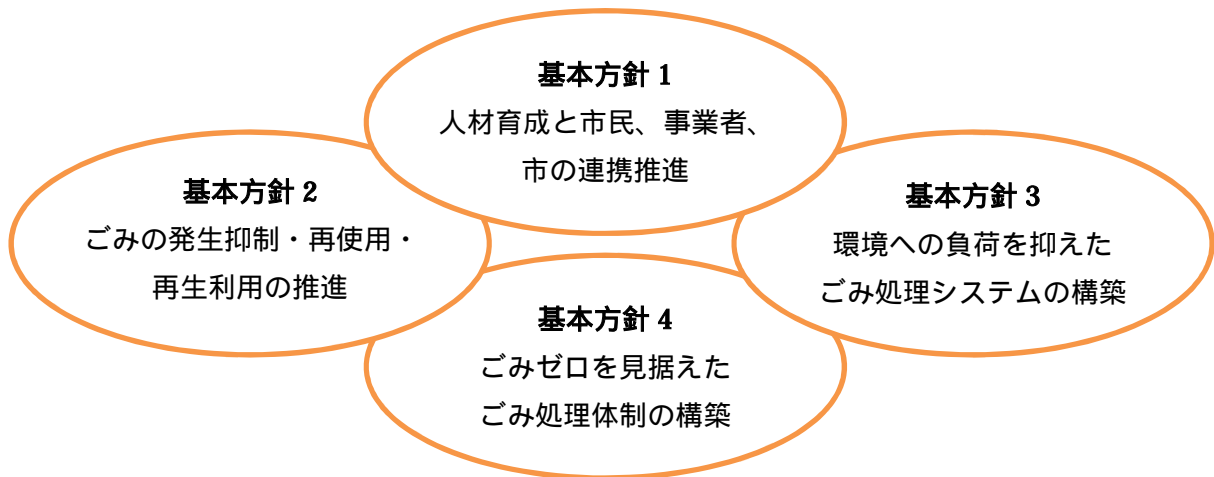 基本方針 1
人材育成と市民、事業者、
市の連携推進
基本方針 2
ごみの発生抑制・再使用・
再生利用の推進
基本方針 3
環境への負荷を抑えた
ごみ処理システムの構築
基本方針 4
ごみゼロを見据えた
ごみ処理体制の構築